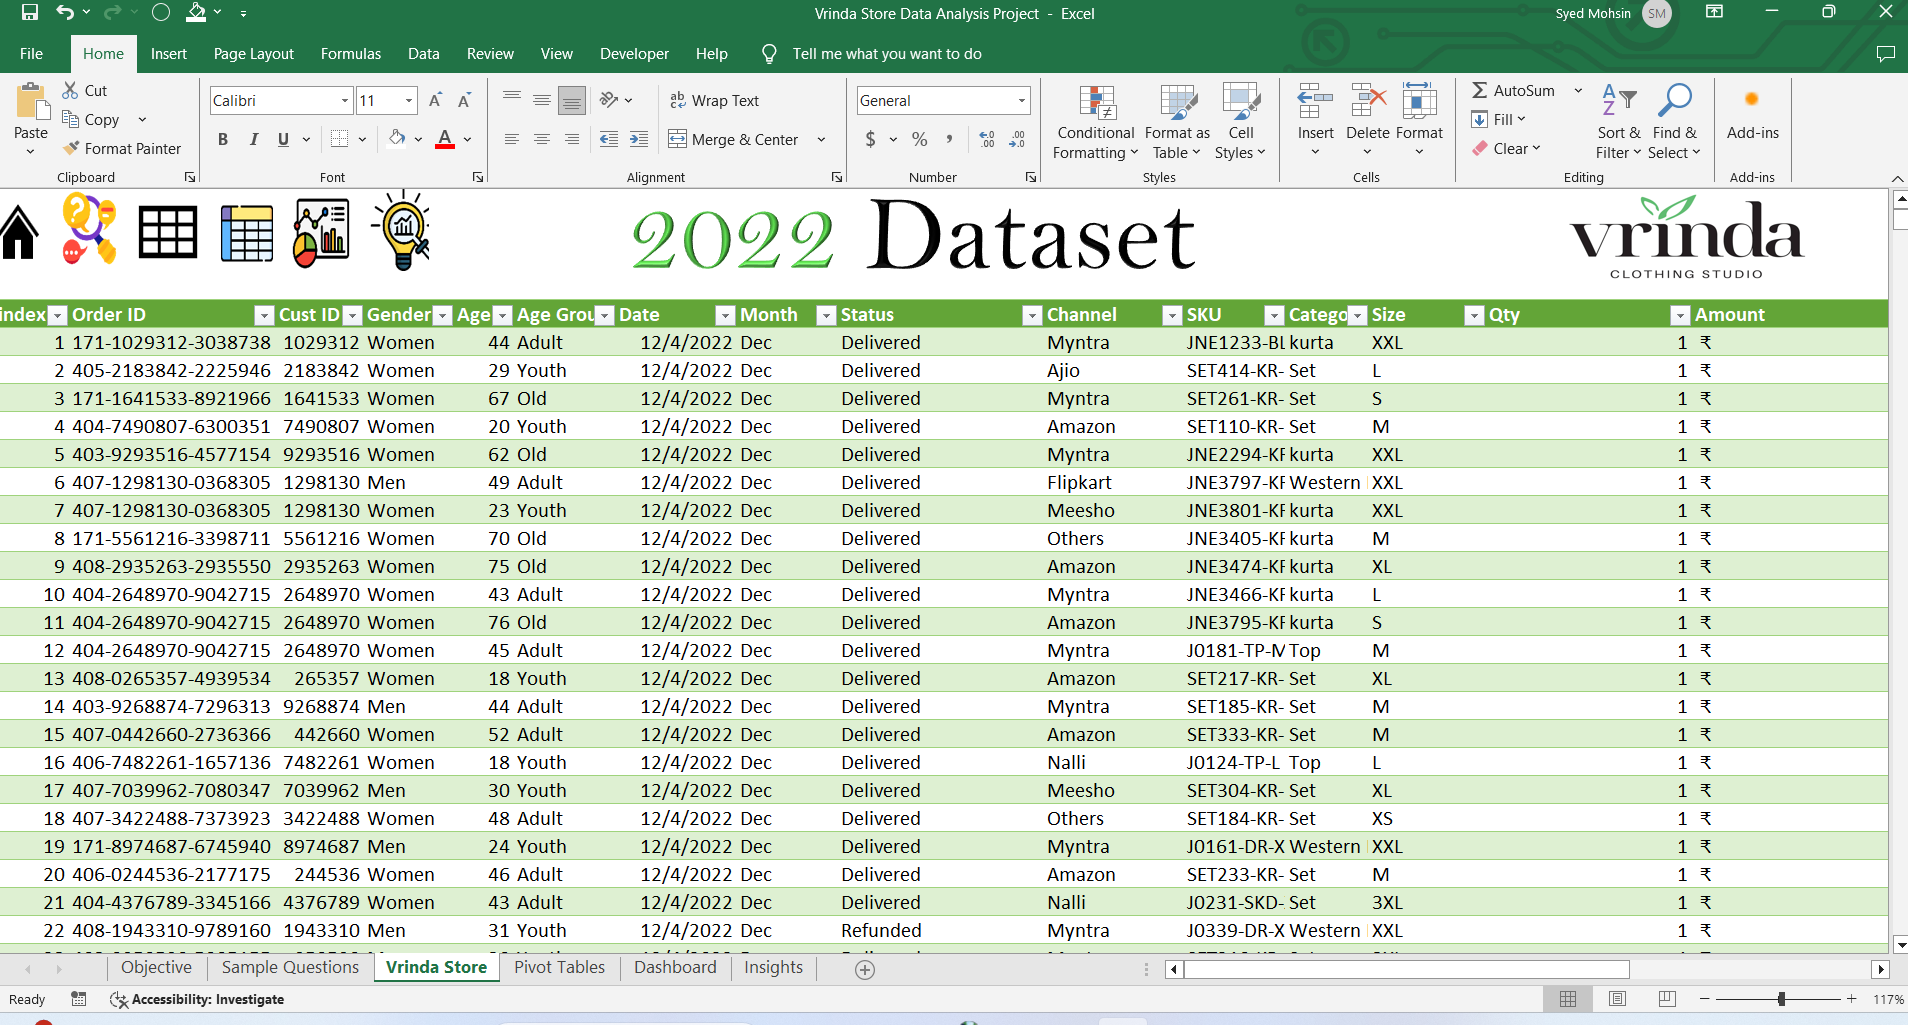 Vrinda Store Data Analysis Project - Excel
Syed Mohsin SM
File Home Insert Page Layout Formulas Data Review View Developer Help Tell me what you want to do
Paste
Cut
Copy
Format Painter
Clipboard
Calibri 11
B I U
Font
Wrap Text
Merge & Center
Alignment
General
$ %
Number
Conditional Formatting
Format as Table
Cell Styles
Styles
Insert Delete Format
Cells
AutoSum
Fill
Clear
Sort & Filter
Find & Select
Editing
Add-ins
Add-ins
2022 Dataset
vrinda
CLOTHING STUDIO
index Order ID Cust ID Gender Age Age Grou Date Month Status Channel SKU Catego Size Qty Amount
1 171-1029312-3038738 1029312 Women 44 Adult 12/4/2022 Dec Delivered Myntra JNE1233-BL kurta XXL 1 ₹
2 405-2183842-2225946 2183842 Women 29 Youth 12/4/2022 Dec Delivered Ajio SET414-KR- Set L 1 ₹
3 171-1641533-8921966 1641533 Women 67 Old 12/4/2022 Dec Delivered Myntra SET261-KR- Set S 1 ₹
4 404-7490807-6300351 7490807 Women 20 Youth 12/4/2022 Dec Delivered Amazon SET110-KR- Set M 1 ₹
5 403-9293516-4577154 9293516 Women 62 Old 12/4/2022 Dec Delivered Myntra JNE2294-KR kurta XXL 1 ₹
6 407-1298130-0368305 1298130 Men 49 Adult 12/4/2022 Dec Delivered Flipkart JNE3797-KR Western XXL 1 ₹
7 407-1298130-0368305 1298130 Women 23 Youth 12/4/2022 Dec Delivered Meesho JNE3801-KR kurta XXL 1 ₹
8 171-5561216-3398711 5561216 Women 70 Old 12/4/2022 Dec Delivered Others JNE3405-KR kurta M 1 ₹
9 408-2935263-2935550 2935263 Women 75 Old 12/4/2022 Dec Delivered Amazon JNE3474-KR kurta XL 1 ₹
10 404-2648970-9042715 2648970 Women 43 Adult 12/4/2022 Dec Delivered Myntra JNE3466-KR kurta L 1 ₹
11 404-2648970-9042715 2648970 Women 76 Old 12/4/2022 Dec Delivered Amazon JNE3795-KR kurta S 1 ₹
12 404-2648970-9042715 2648970 Women 45 Adult 12/4/2022 Dec Delivered Myntra J0181-TP-M Top M 1 ₹
13 408-0265357-4939534 265357 Women 18 Youth 12/4/2022 Dec Delivered Amazon SET217-KR- Set XL 1 ₹
14 403-9268874-7296313 9268874 Men 44 Adult 12/4/2022 Dec Delivered Myntra SET185-KR- Set M 1 ₹
15 407-0442660-2736366 442660 Women 52 Adult 12/4/2022 Dec Delivered Amazon SET333-KR- Set M 1 ₹
16 406-7482261-1657136 7482261 Women 18 Youth 12/4/2022 Dec Delivered Nalli J0124-TP-L Top L 1 ₹
17 407-7039962-7080347 7039962 Men 30 Youth 12/4/2022 Dec Delivered Meesho SET304-KR- Set XL 1 ₹
18 407-3422488-7373923 3422488 Women 48 Adult 12/4/2022 Dec Delivered Others SET184-KR- Set XS 1 ₹
19 171-8974687-6745940 8974687 Men 24 Youth 12/4/2022 Dec Delivered Myntra J0161-DR-X Western XXL 1 ₹
20 406-0244536-2177175 244536 Women 46 Adult 12/4/2022 Dec Delivered Amazon SET233-KR- Set M 1 ₹
21 404-4376789-3345166 4376789 Women 43 Adult 12/4/2022 Dec Delivered Nalli J0231-SKD- Set 3XL 1 ₹
22 408-1943310-9789160 1943310 Men 31 Youth 12/4/2022 Dec Refunded Myntra J0339-DR-X Western XXL 1 ₹
Objective Sample Questions Vrinda Store Pivot Tables Dashboard Insights
Ready Accessibility: Investigate 117%